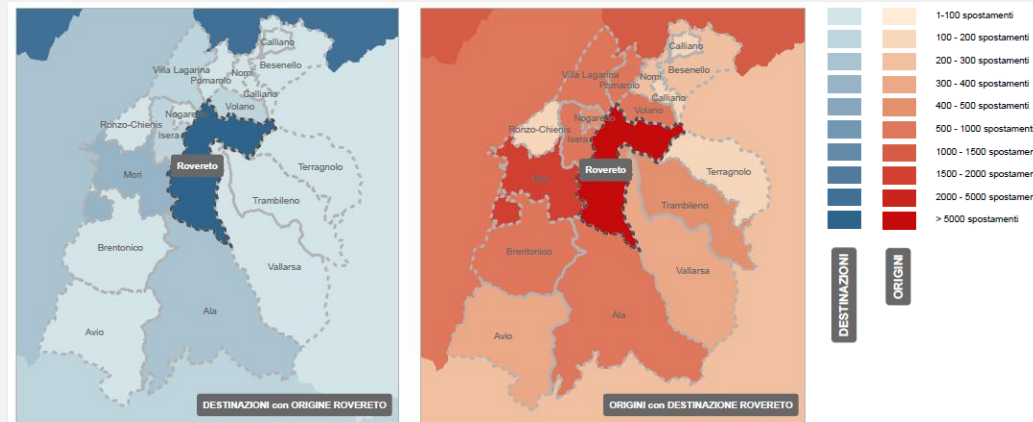 Calliano
Besenello
Villa Lagarina
Nomi
Pomarolo
Calliano
Volano
Nogaredo
Ronzo-Chienis
Isera
Rovereto
Mori
Terragnolo
Trambileno
Brentonico
Vallarsa
Ala
Avio
DESTINAZIONI con ORIGINE ROVERETO
Calliano
Besenello
Villa Lagarina
Nomi
Pomarolo
Calliano
Volano
Nogaredo
Ronzo-Chienis
Isera
Rovereto
Mori
Terragnolo
Trambileno
Brentonico
Vallarsa
Ala
Avio
ORIGINI con DESTINAZIONE ROVERETO
1-100 spostamenti
100 - 200 spostamenti
200 - 300 spostamenti
300 - 400 spostamenti
400 - 500 spostamenti
500 - 1000 spostament
1000 - 1500 spostamer
1500 - 2000 spostamer
2000 - 5000 spostamer
> 5000 spostamenti
DESTINAZIONI
ORIGINI